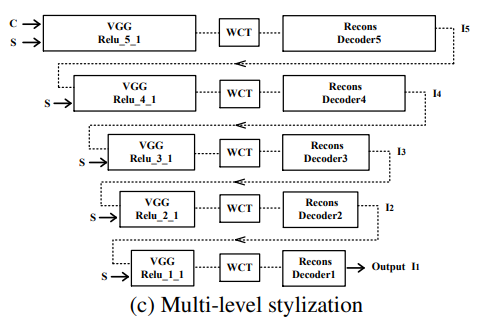 C
S
VGG
Relu_5_1
WCT
Recons
Decoder5
I5
S
VGG
Relu_4_1
WCT
Recons
Decoder4
I4
S
VGG
Relu_3_1
WCT
Recons
Decoder3
I3
S
VGG
Relu_2_1
WCT
Recons
Decoder2
I2
S
VGG
Relu_1_1
WCT
Recons
Decoder1
Output I1
(c) Multi-level stylization